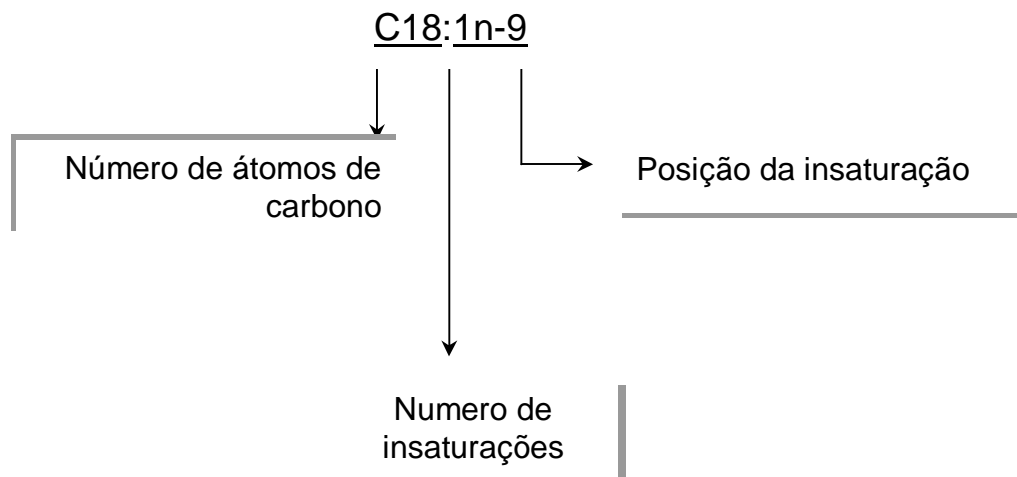 C18:1n-9
Número de átomos de
carbono
Posição da insaturação
Numero de
insaturações